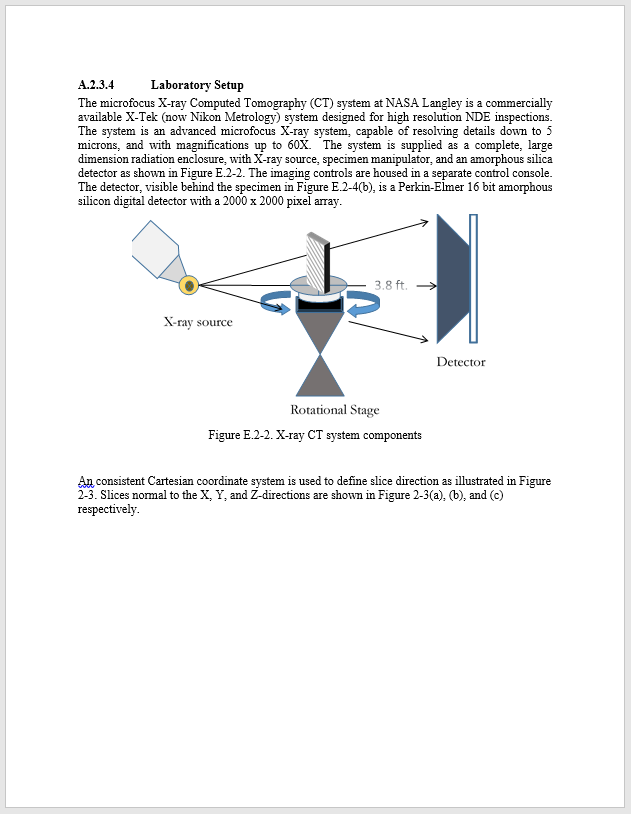 A.2.3.4 Laboratory Setup
The microfocus X-ray Computed Tomography (CT) system at NASA Langley is a commercially
available X-Tek (now Nikon Metrology) system designed for high resolution NDE inspections.
The system is an advanced microfocus X-ray system, capable of resolving details down to 5
microns, and with magnifications up to 60X. The system is supplied as a complete, large
dimension radiation enclosure, with X-ray source, specimen manipulator, and an amorphous silica
detector as shown in Figure E.2-2. The imaging controls are housed in a separate control console.
The detector, visible behind the specimen in Figure E.2-4(b), is a Perkin-Elmer 16 bit amorphous
silicon digital detector with a 2000 x 2000 pixel array.
3.8 ft.
X-ray source
Detector
Rotational Stage
Figure E.2-2. X-ray CT system components
An consistent Cartesian coordinate system is used to define slice direction as illustrated in Figure
2-3. Slices normal to the X, Y, and Z-directions are shown in Figure 2-3(a), (b), and (c)
respectively.